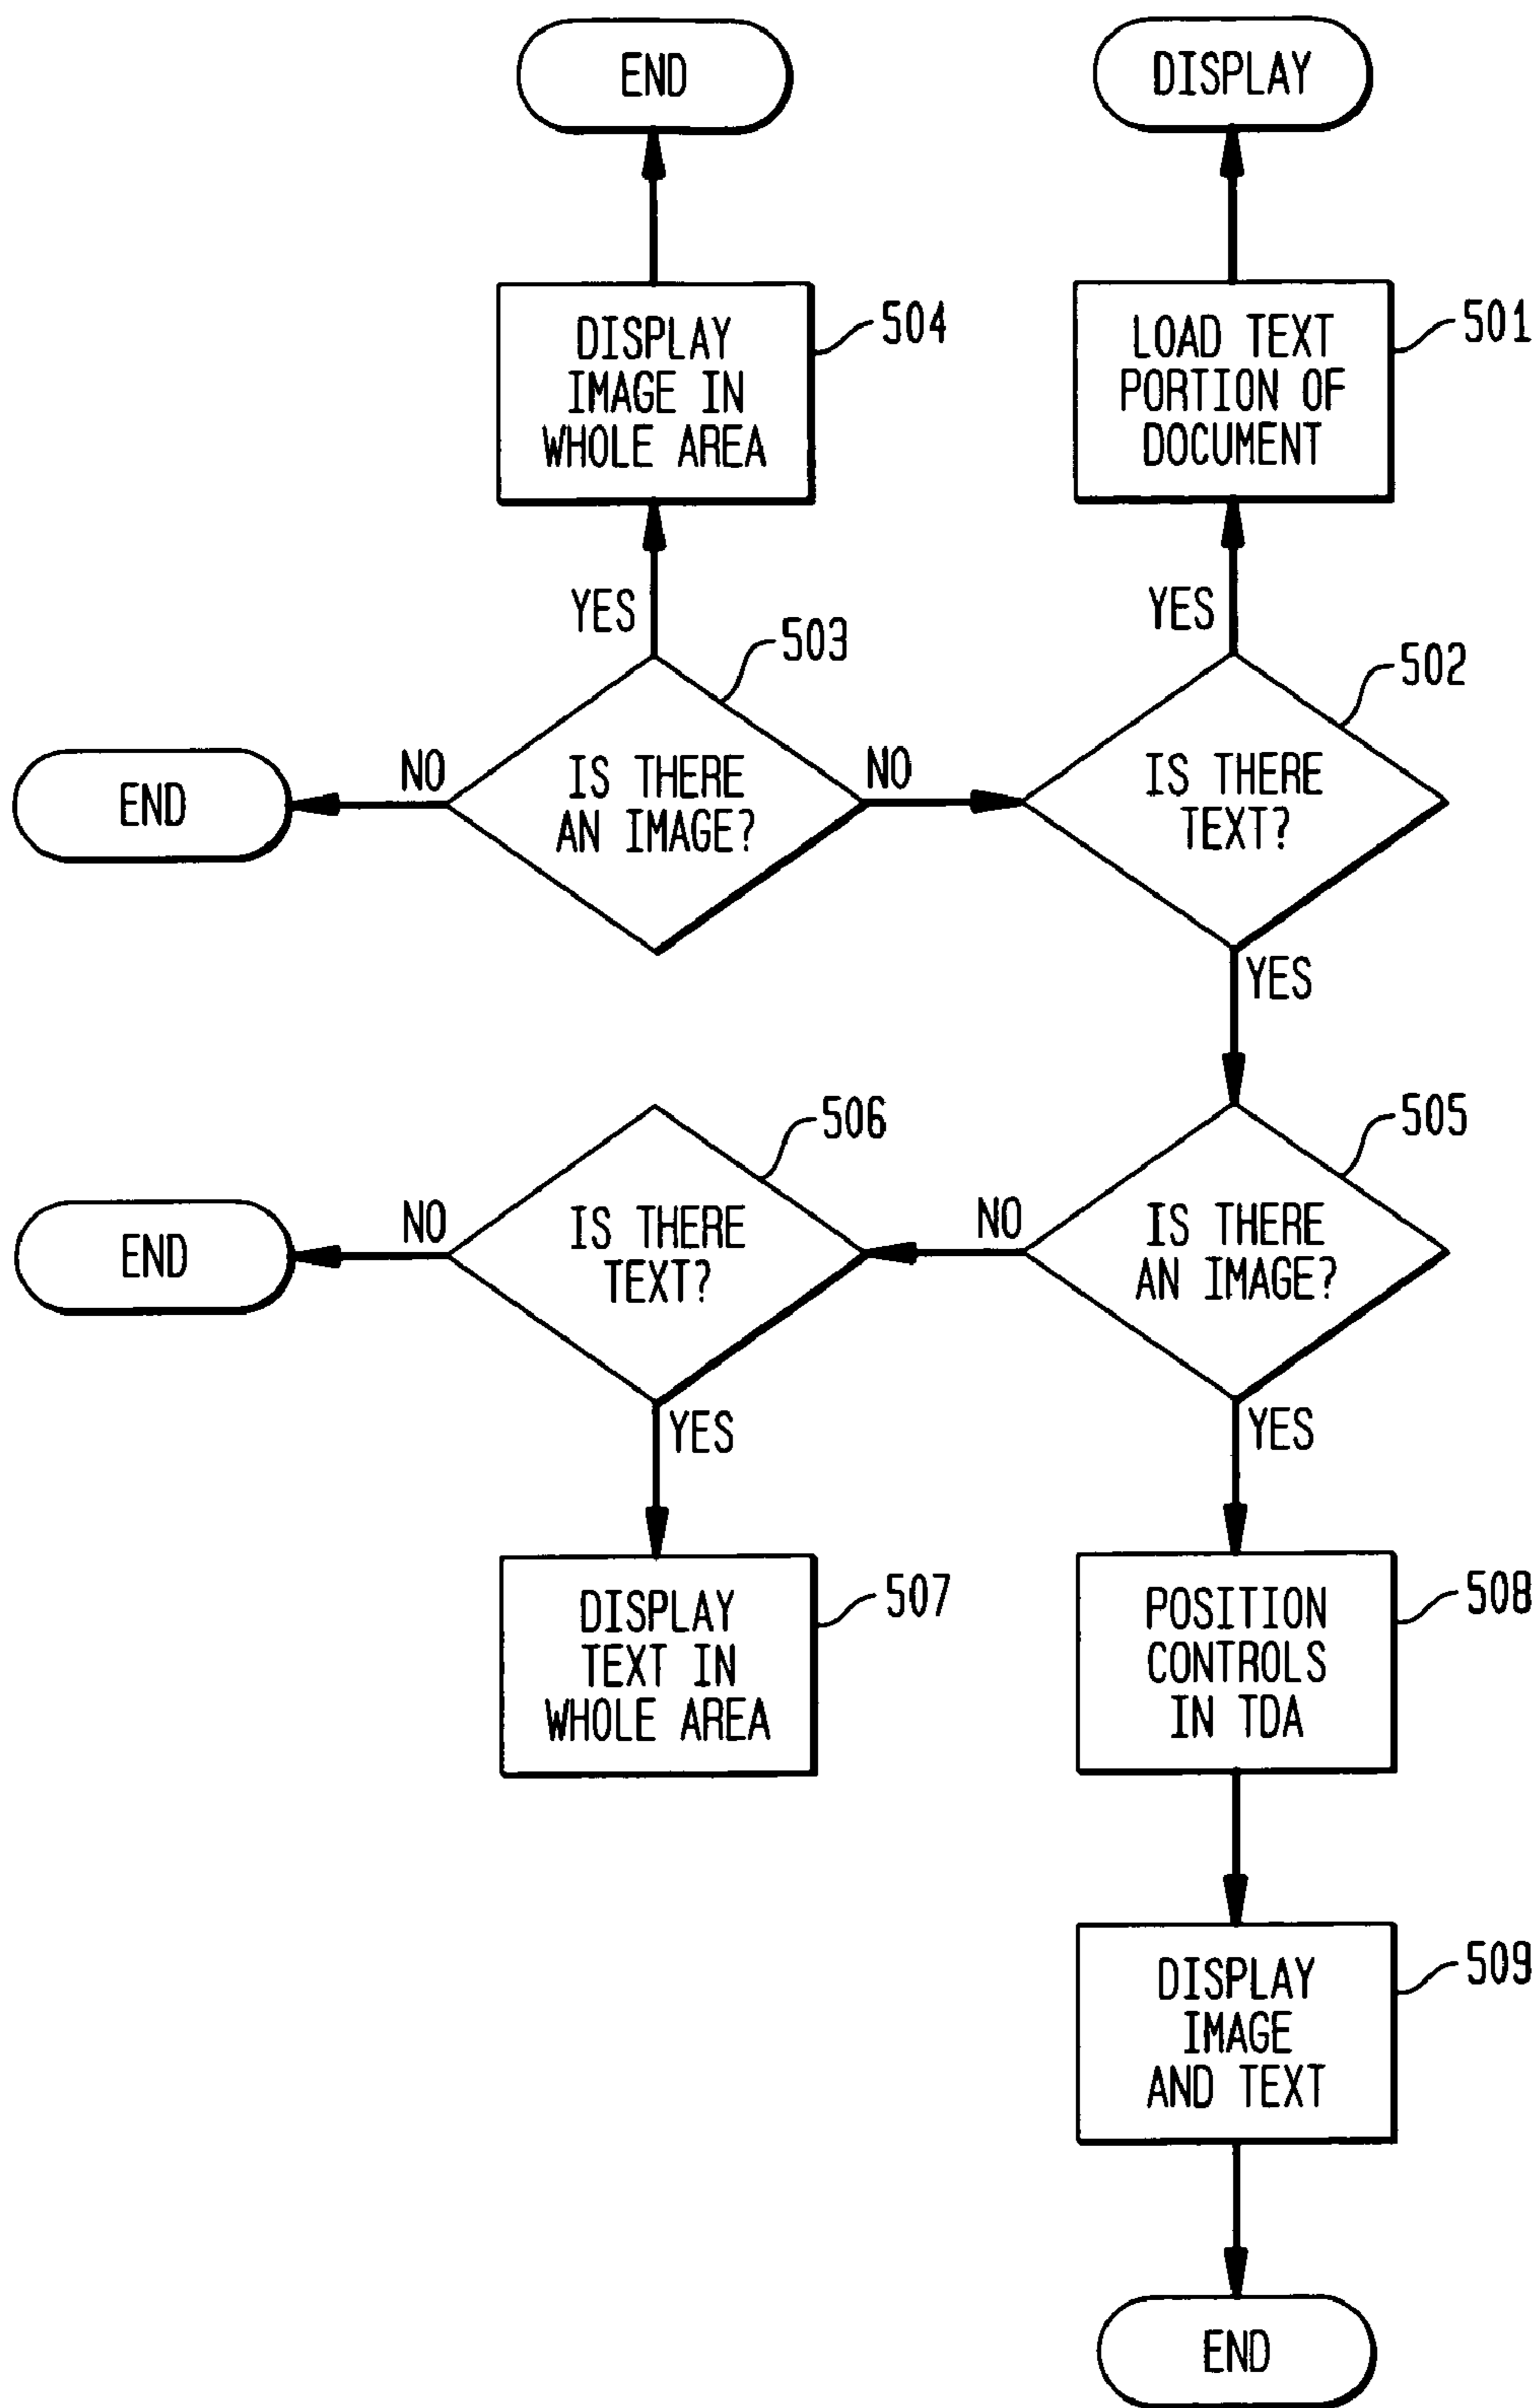 END
DISPLAY
DISPLAY
IMAGE IN
WHOLE AREA
504
LOAD TEXT
PORTION OF
DOCUMENT
501
YES
YES
503
502
END
NO
IS THERE
AN IMAGE?
NO
IS THERE
TEXT?
YES
506
505
END
NO
IS THERE
TEXT?
NO
IS THERE
AN IMAGE?
YES
YES
DISPLAY
TEXT IN
WHOLE AREA
507
POSITION
CONTROLS
IN TDA
508
DISPLAY
IMAGE
AND TEXT
509
END